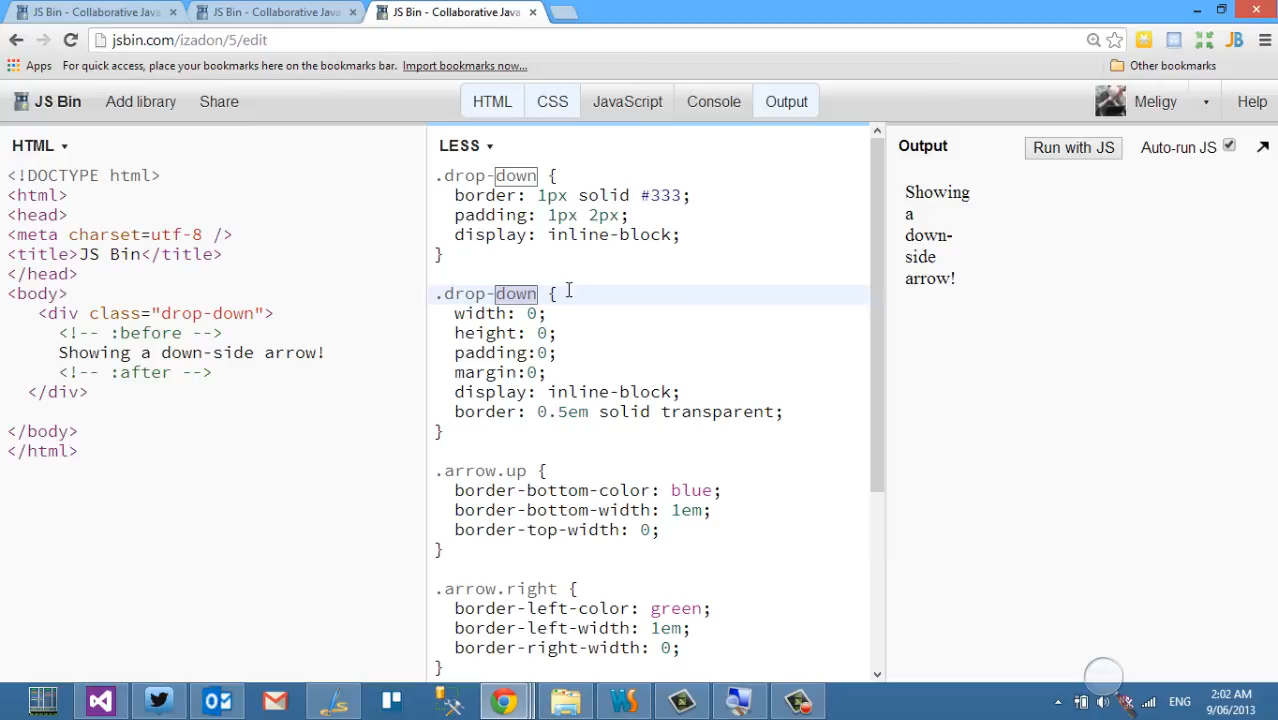 JS Bin - Collaborative Java × JS Bin - Collaborative Java × JS Bin - Collaborative Java ×
jsbin.com/izadon/5/edit
Apps For quick access, place your bookmarks here on the bookmarks bar. Import bookmarks now... Other bookmarks
JS Bin Add library Share HTML CSS JavaScript Console Output Meligy Help
HTML
<!DOCTYPE html>
<html>
<head>
<meta charset=utf-8 />
<title>JS Bin</title>
</head>
<body>
<div class="drop-down">
<!-- :before -->
Showing a down-side arrow!
<!-- :after -->
</div>
</body>
</html>
LESS
.drop-down {
border: 1px solid #333;
padding: 1px 2px;
display: inline-block;
}
.drop-down {
width: 0;
height: 0;
padding:0;
margin:0;
display: inline-block;
border: 0.5em solid transparent;
}
.arrow.up {
border-bottom-color: blue;
border-bottom-width: 1em;
border-top-width: 0;
}
.arrow.right {
border-left-color: green;
border-left-width: 1em;
border-right-width: 0;
}
Output Run with JS Auto-run JS
Showing
a
down-
side
arrow!
ENG
2:02 AM
9/06/2013